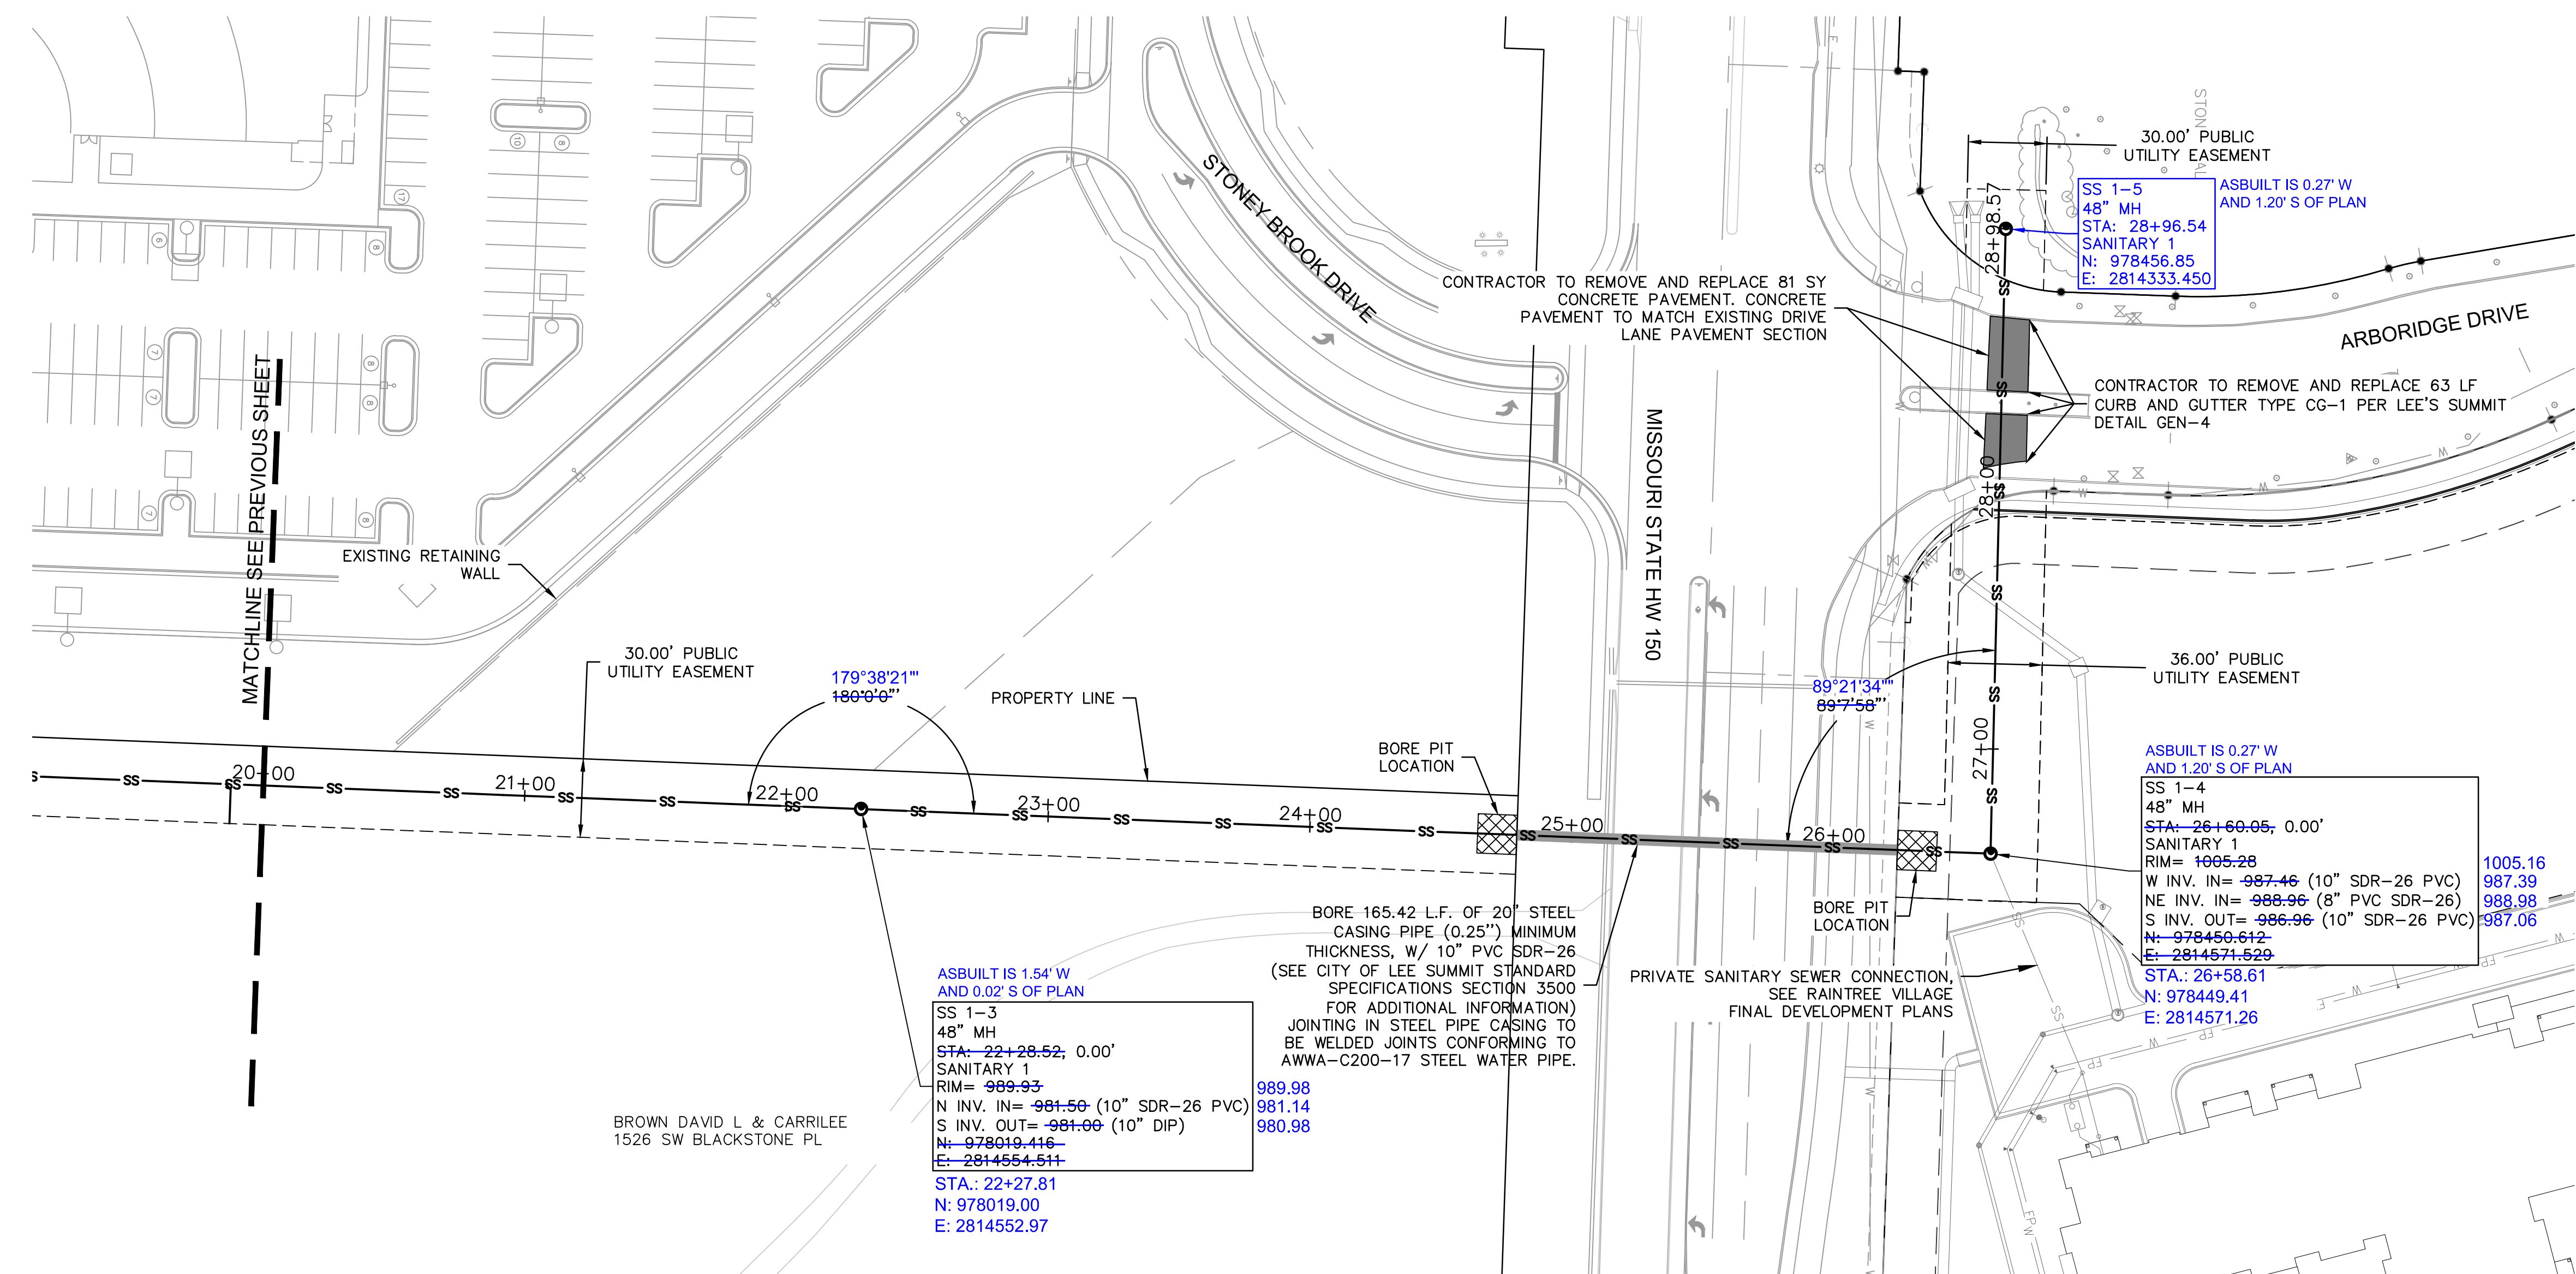 30.00' PUBLIC
UTILITY EASEMENT
SS 1-5
48" MH
STA: 28+96.54
SANITARY 1
N: 978456.85
E: 2814333.450
ASBUILT IS 0.27' W
AND 1.20' S OF PLAN
28+98.57
STONEY BROOK DRIVE
CONTRACTOR TO REMOVE AND REPLACE 81 SY
CONCRETE PAVEMENT. CONCRETE
PAVEMENT TO MATCH EXISTING DRIVE
LANE PAVEMENT SECTION
ARBORIDGE DRIVE
CONTRACTOR TO REMOVE AND REPLACE 63 LF
CURB AND GUTTER TYPE CG-1 PER LEE'S SUMMIT
DETAIL GEN-4
MATCHLINE SEE PREVIOUS SHEET
MISSOURI STATE HW 150
28+00
EXISTING RETAINING
WALL
30.00' PUBLIC
UTILITY EASEMENT
179°38'21'"
180°0'0"'
PROPERTY LINE
89°21'34""
89°7'58"'
36.00' PUBLIC
UTILITY EASEMENT
27+00
BORE PIT
LOCATION
20+00
21+00
22+00
23+00
24+00
25+00
26+00
ASBUILT IS 0.27' W
AND 1.20' S OF PLAN
SS 1-4
48" MH
STA: 26+60.05, 0.00'
SANITARY 1
RIM= 1005.28 1005.16
W INV. IN= 987.46 (10" SDR-26 PVC) 987.39
NE INV. IN= 988.96 (8" PVC SDR-26) 988.98
S INV. OUT= 986.96 (10" SDR-26 PVC) 987.06
N: 978450.612
E: 2814571.529
STA.: 26+58.61
N: 978449.41
E: 2814571.26
BORE PIT
LOCATION
BORE 165.42 L.F. OF 20" STEEL
CASING PIPE (0.25'') MINIMUM
THICKNESS, W/ 10" PVC SDR-26
(SEE CITY OF LEE SUMMIT STANDARD
SPECIFICATIONS SECTION 3500
FOR ADDITIONAL INFORMATION)
JOINTING IN STEEL PIPE CASING TO
BE WELDED JOINTS CONFORMING TO
AWWA-C200-17 STEEL WATER PIPE.
PRIVATE SANITARY SEWER CONNECTION,
SEE RAINTREE VILLAGE
FINAL DEVELOPMENT PLANS
ASBUILT IS 1.54' W
AND 0.02' S OF PLAN
SS 1-3
48" MH
STA: 22+28.52, 0.00'
SANITARY 1
RIM= 989.93 989.98
N INV. IN= 981.50 (10" SDR-26 PVC) 981.14
S INV. OUT= 981.00 (10" DIP) 980.98
N: 978019.416
E: 2814554.511
STA.: 22+27.81
N: 978019.00
E: 2814552.97
BROWN DAVID L & CARRILEE
1526 SW BLACKSTONE PL